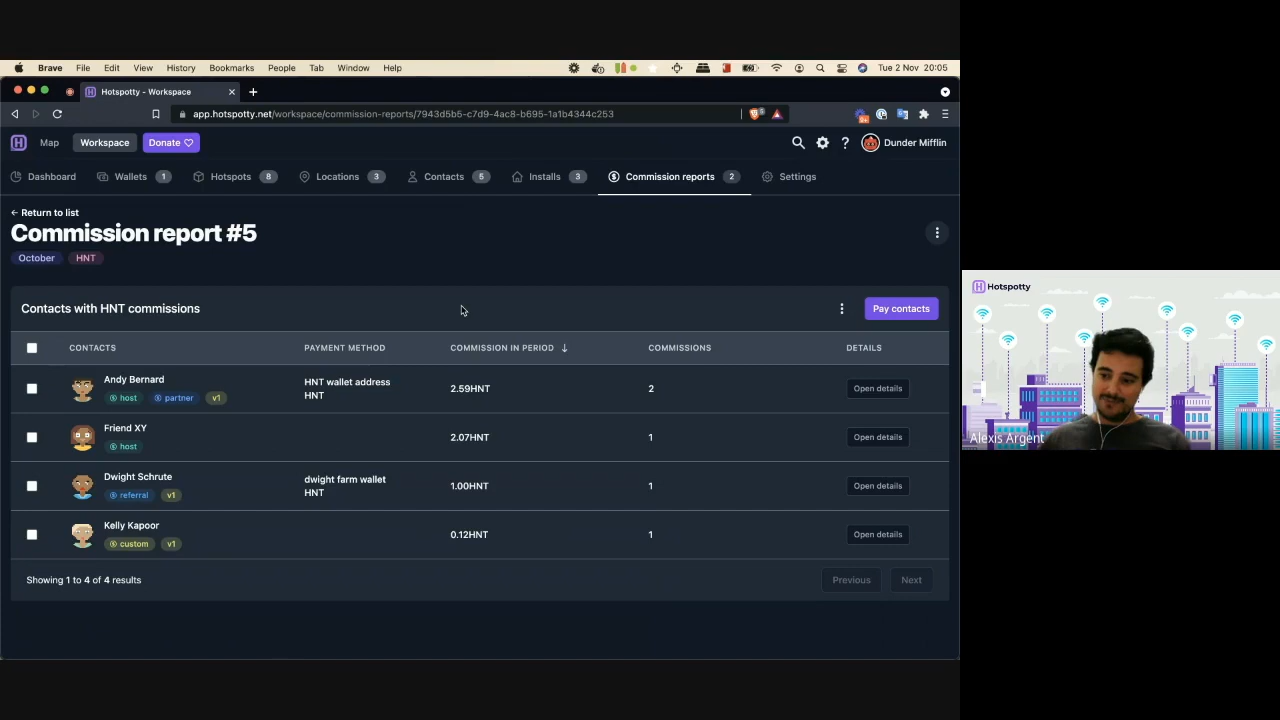 Brave File Edit View History Bookmarks People Tab Window Help Tue 2 Nov 20:05
Hotspotty - Workspace
app.hotspotty.net/workspace/commission-reports/7943d5b5-c7d9-4ac8-b695-1a1b4344c253
Map Workspace Donate Dunder Mifflin
Dashboard Wallets 1 Hotspots 8 Locations 3 Contacts 5 Installs 3 Commission reports 2 Settings
← Return to list
Commission report #5
October HNT
Contacts with HNT commissions Pay contacts
CONTACTS PAYMENT METHOD COMMISSION IN PERIOD ↓ COMMISSIONS DETAILS
Andy Bernard HNT wallet address 2.59HNT 2 Open details
host partner v1 HNT
Friend XY 2.07HNT 1 Open details
host
Dwight Schrute dwight farm wallet 1.00HNT 1 Open details
referral v1 HNT
Kelly Kapoor 0.12HNT 1 Open details
custom v1
Showing 1 to 4 of 4 results Previous Next
Hotspotty
Alexis Argent